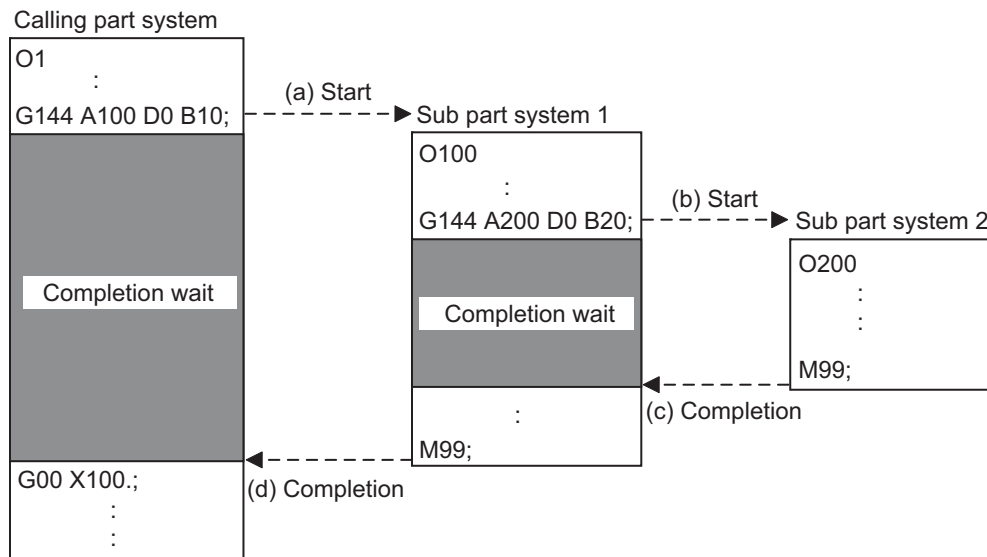 Calling part system
O1
:
G144 A100 D0 B10;
Completion wait
G00 X100.;
:
:
(a) Start
Sub part system 1
O100
:
G144 A200 D0 B20;
Completion wait
:
M99;
(b) Start
Sub part system 2
O200
:
:
M99;
(c) Completion
(d) Completion